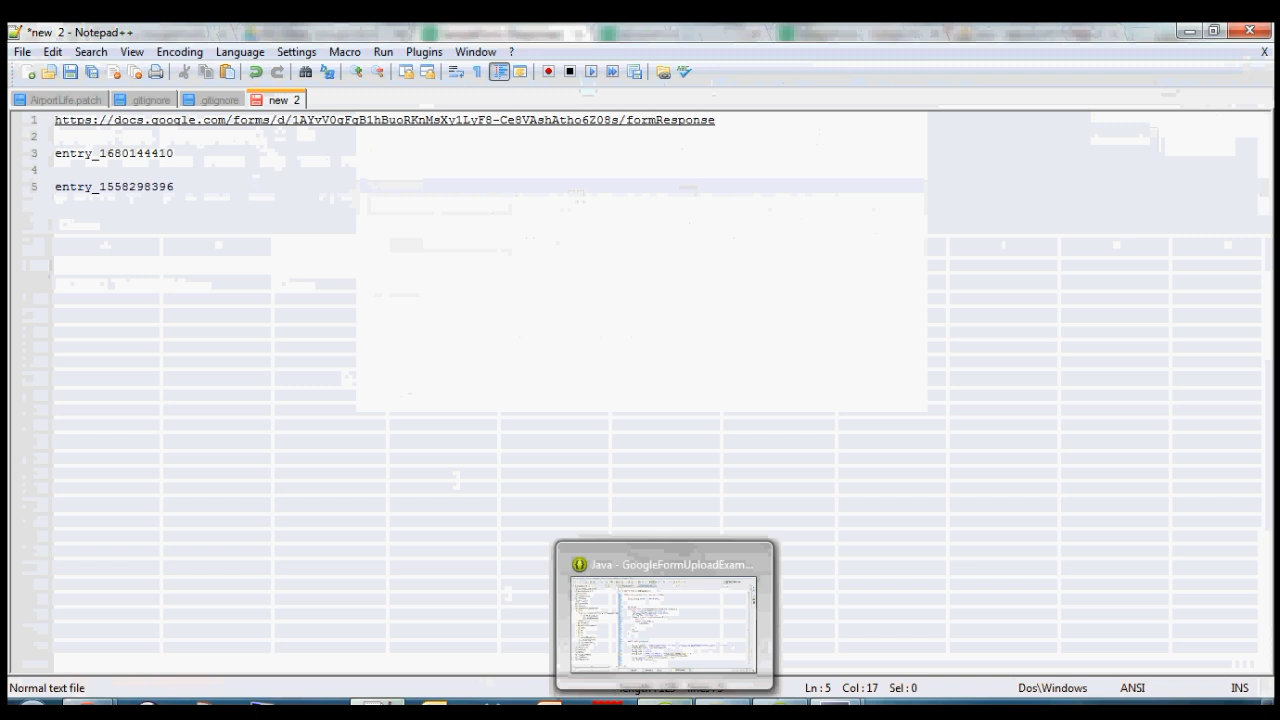 *new 2 - Notepad++
File Edit Search View Encoding Language Settings Macro Run Plugins Window ? X
AirportLife.patch .gitignore .gitignore new 2
1 https://docs.google.com/forms/d/1AYvV0gFgB1hBuoRKnMsXy1LyF8-Ce8VAshAtho6Z08s/formResponse
2
3 entry_1680144410
4
5 entry_1558298396
Java - GoogleFormUploadExam...
Normal text file Ln : 5 Col : 17 Sel : 0 Dos\Windows ANSI INS